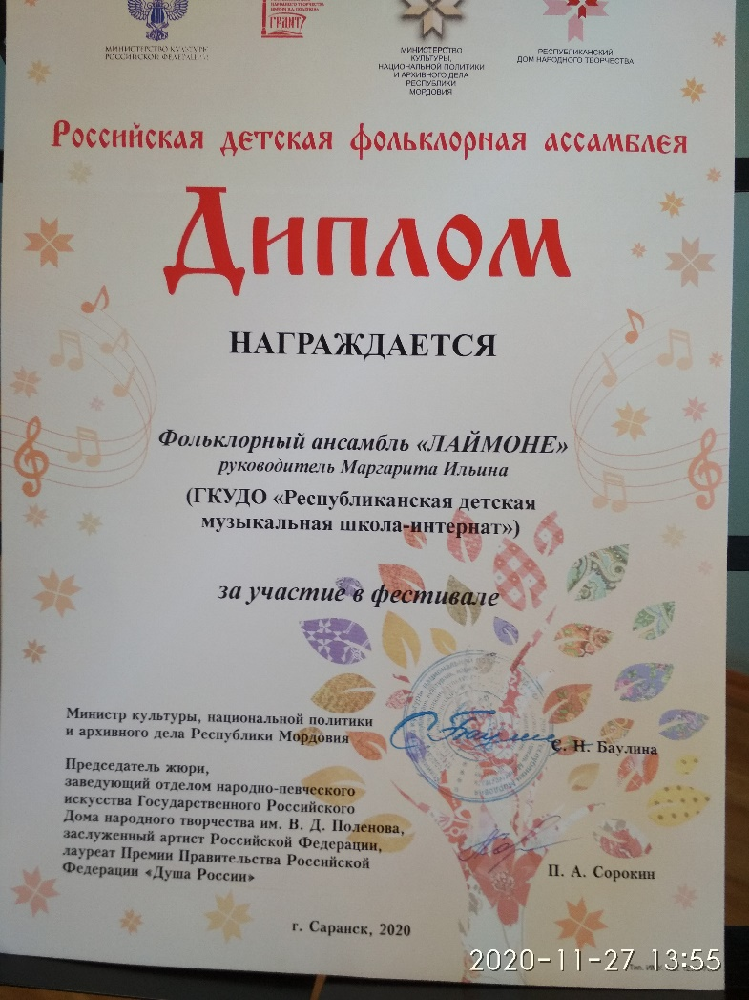 МИНИСТЕРСТВО КУЛЬТУРЫ
РОССИЙСКОЙ ФЕДЕРАЦИИ
НАРОДНОГО ТВОРЧЕСТВА
ГРАНТ
МИНИСТЕРСТВО
КУЛЬТУРЫ,
НАЦИОНАЛЬНОЙ ПОЛИТИКИ
И АРХИВНОГО ДЕЛА
РЕСПУБЛИКИ
МОРДОВИЯ
РЕСПУБЛИКАНСКИЙ
ДОМ НАРОДНОГО ТВОРЧЕСТВА
Российская детская фольклорная ассамблея
Диплом
НАГРАЖДАЕТСЯ
Фольклорный ансамбль «ЛАЙМОНЕ»
руководитель Маргарита Ильина
(ГКУДО «Республиканская детская
музыкальная школа-интернат»)
за участие в фестивале
Министр культуры, национальной политики
и архивного дела Республики Мордовия
С. Н. Баулина
Председатель жюри,
заведующий отделом народно-певческого
искусства Государственного Российского
Дома народного творчества им. В. Д. Поленова,
заслуженный артист Российской Федерации,
лауреат Премии Правительства Российской
Федерации «Душа России»
П. А. Сорокин
г. Саранск, 2020
2020-11-27 13:55